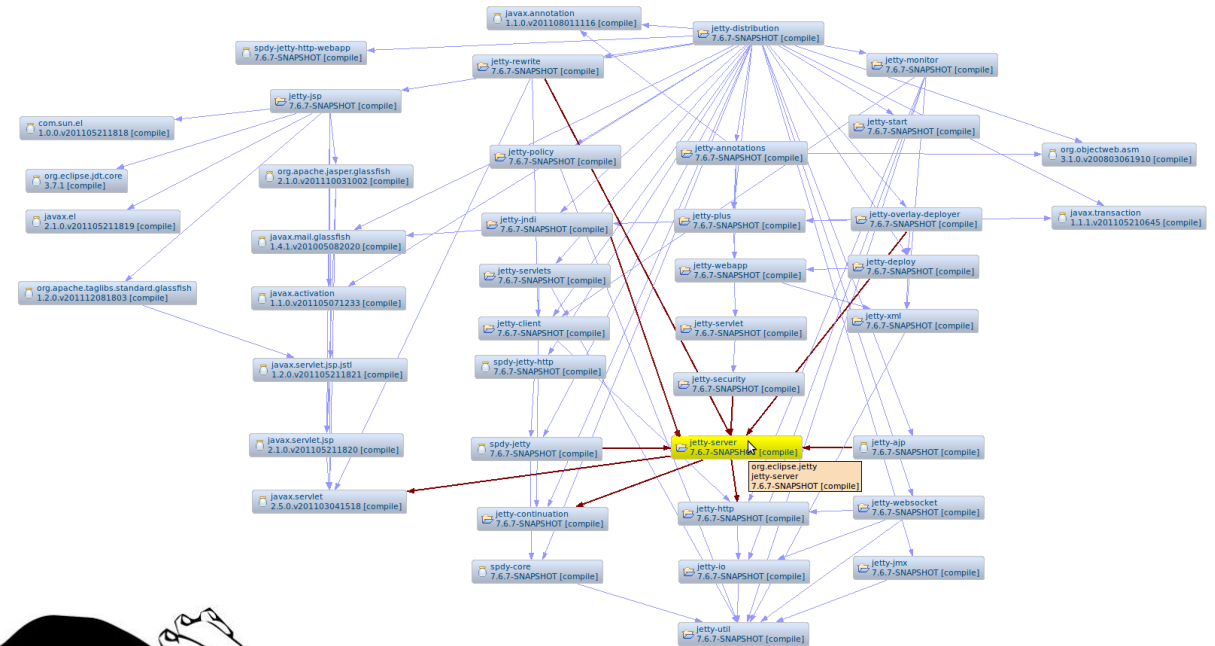 javax.annotation
1.1.0.v201108011116 [compile]
jetty-distribution
7.6.7-SNAPSHOT [compile]
spdy-jetty-http-webapp
7.6.7-SNAPSHOT [compile]
jetty-rewrite
7.6.7-SNAPSHOT [compile]
jetty-monitor
7.6.7-SNAPSHOT [compile]
jetty-jsp
7.6.7-SNAPSHOT [compile]
com.sun.el
1.0.0.v201105211818 [compile]
jetty-start
7.6.7-SNAPSHOT [compile]
jetty-policy
7.6.7-SNAPSHOT [compile]
jetty-annotations
7.6.7-SNAPSHOT [compile]
org.objectweb.asm
3.1.0.v200803061910 [compile]
org.eclipse.jdt.core
3.7.1 [compile]
org.apache.jasper.glassfish
2.1.0.v201110031002 [compile]
javax.el
2.1.0.v201105211819 [compile]
jetty-jndi
7.6.7-SNAPSHOT [compile]
jetty-plus
7.6.7-SNAPSHOT [compile]
jetty-overlay-deployer
7.6.7-SNAPSHOT [compile]
javax.transaction
1.1.1.v201105210645 [compile]
javax.mail.glassfish
1.4.1.v201005082020 [compile]
jetty-servlets
7.6.7-SNAPSHOT [compile]
jetty-webapp
7.6.7-SNAPSHOT [compile]
jetty-deploy
7.6.7-SNAPSHOT [compile]
org.apache.taglibs.standard.glassfish
1.2.0.v201112081803 [compile]
javax.activation
1.1.0.v201105071233 [compile]
jetty-client
7.6.7-SNAPSHOT [compile]
jetty-servlet
7.6.7-SNAPSHOT [compile]
jetty-xml
7.6.7-SNAPSHOT [compile]
javax.servlet.jsp.jstl
1.2.0.v201105211821 [compile]
spdy-jetty-http
7.6.7-SNAPSHOT [compile]
jetty-security
7.6.7-SNAPSHOT [compile]
javax.servlet.jsp
2.1.0.v201105211820 [compile]
spdy-jetty
7.6.7-SNAPSHOT [compile]
jetty-server
7.6.7-SNAPSHOT [compile]
jetty-ajp
7.6.7-SNAPSHOT [compile]
org.eclipse.jetty
jetty-server
7.6.7-SNAPSHOT [compile]
javax.servlet
2.5.0.v201103041518 [compile]
jetty-continuation
7.6.7-SNAPSHOT [compile]
jetty-http
7.6.7-SNAPSHOT [compile]
jetty-websocket
7.6.7-SNAPSHOT [compile]
spdy-core
7.6.7-SNAPSHOT [compile]
jetty-io
7.6.7-SNAPSHOT [compile]
jetty-jmx
7.6.7-SNAPSHOT [compile]
jetty-util
7.6.7-SNAPSHOT [compile]